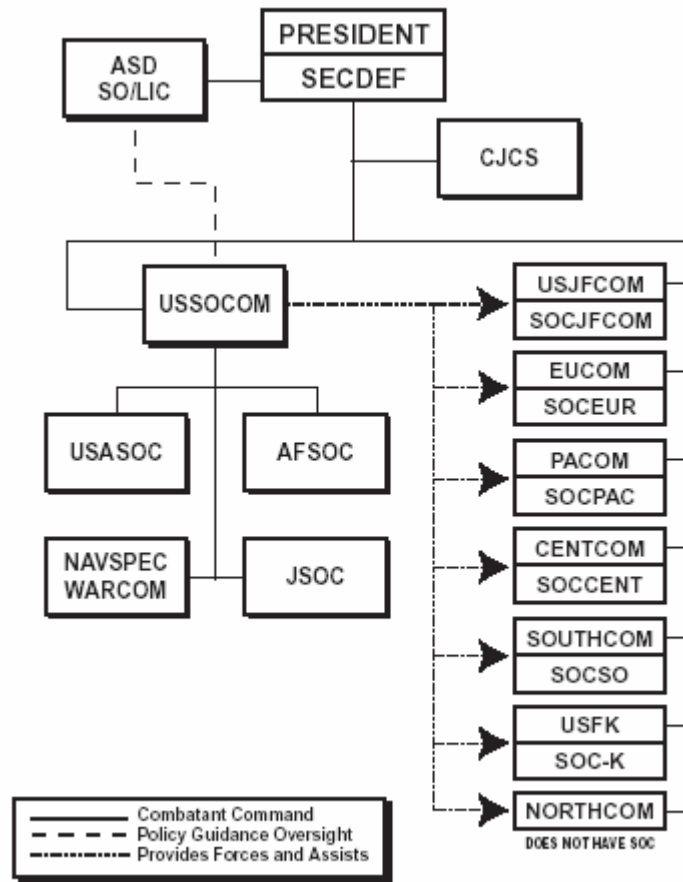 PRESIDENT
SECDEF
ASD
SO/LIC
CJCS
USSOCOM
USJFCOM
SOCJFCOM
EUCOM
SOCEUR
USASOC
AFSOC
PACOM
SOCPAC
NAVSPEC
WARCOM
JSOC
CENTCOM
SOCCENT
SOUTHCOM
SOCSO
USFK
SOC-K
NORTHCOM
DOES NOT HAVE SOC
Combatant Command
Policy Guidance Oversight
Provides Forces and Assists